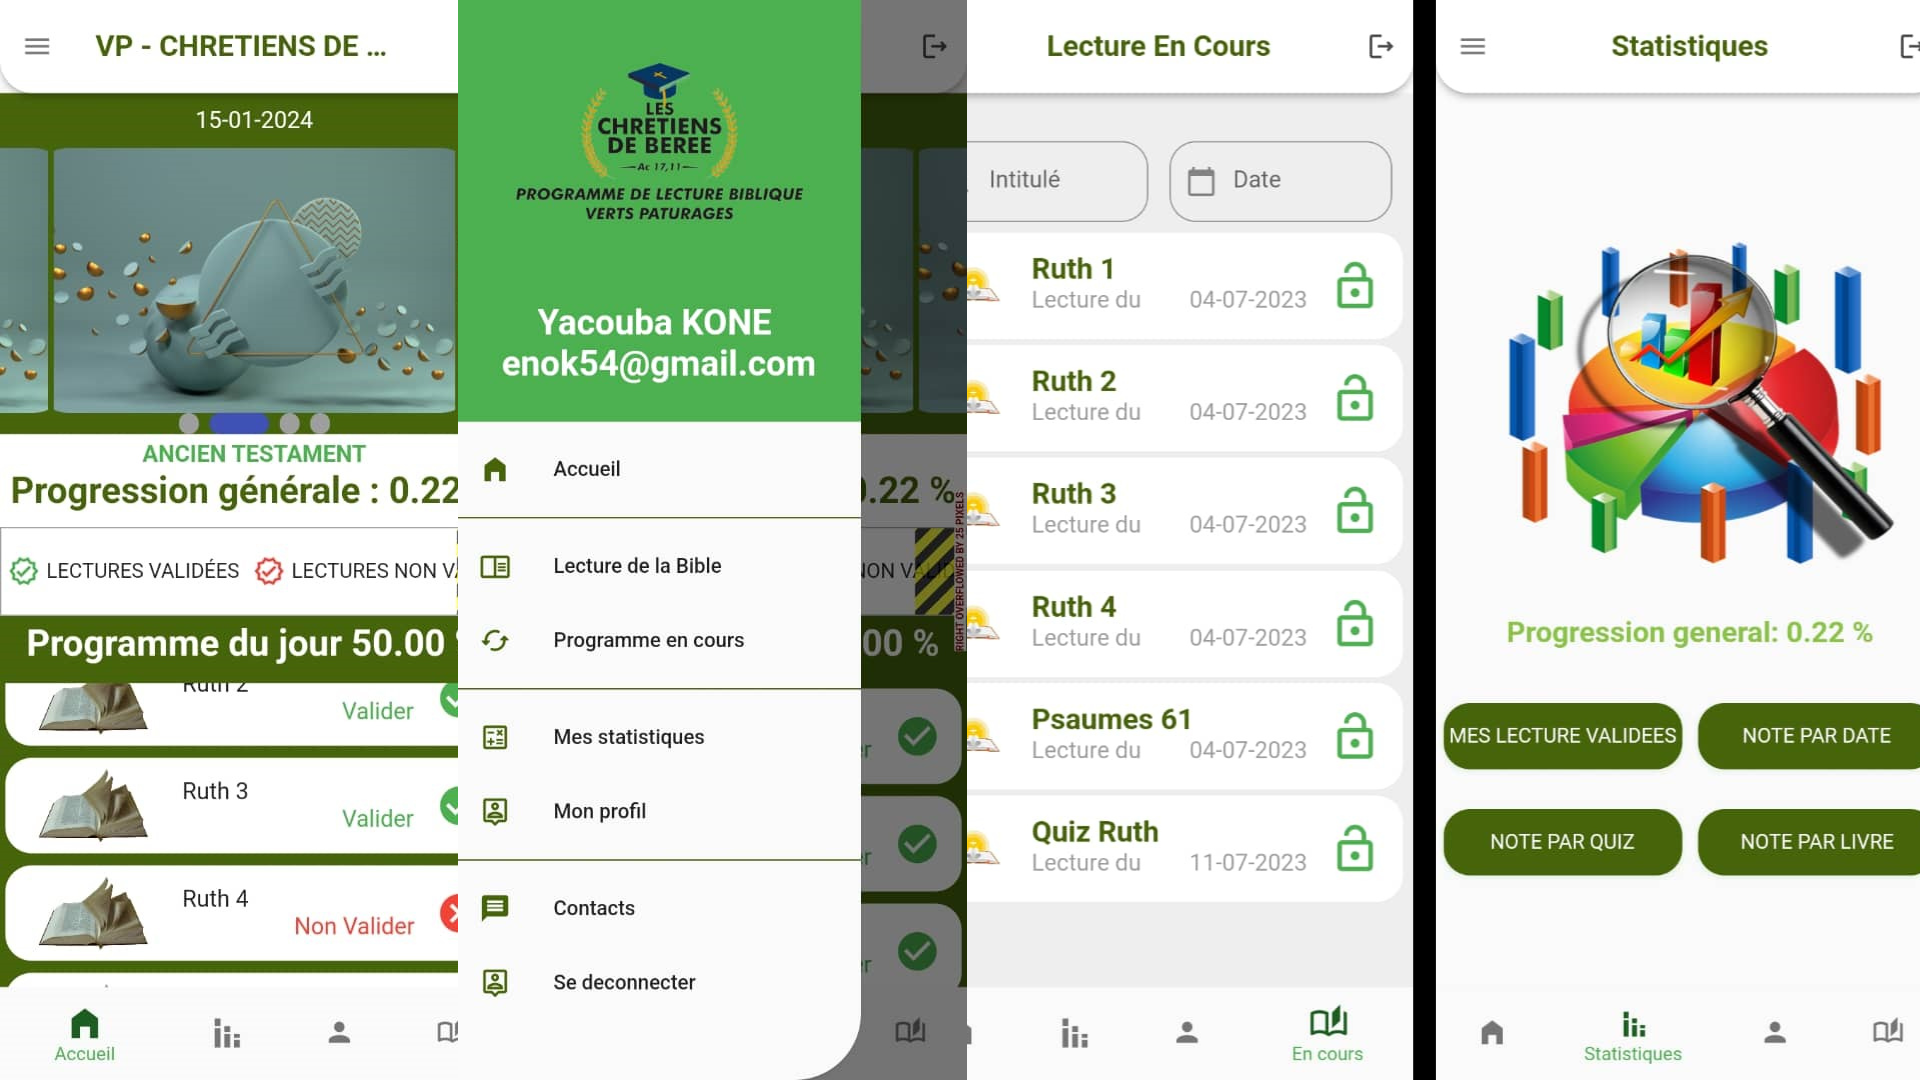 VP - CHRETIENS DE ...
15-01-2024
ANCIEN TESTAMENT
Progression générale : 0.22
LECTURES VALIDÉES
LECTURES NON V
Programme du jour 50.00
Ruth 2
Valider
Ruth 3
Valider
Ruth 4
Non Valider
Accueil
LES
CHRETIENS
DE BEREE
Ac 17,11
PROGRAMME DE LECTURE BIBLIQUE
VERTS PATURAGES
Yacouba KONE
enok54@gmail.com
Accueil
Lecture de la Bible
Programme en cours
Mes statistiques
Mon profil
Contacts
Se deconnecter
0.22 %
RIGHT OVERFLOWED BY 25 PIXELS
NON VALID
00 %
Lecture En Cours
Intitulé
Date
Ruth 1
Lecture du 04-07-2023
Ruth 2
Lecture du 04-07-2023
Ruth 3
Lecture du 04-07-2023
Ruth 4
Lecture du 04-07-2023
Psaumes 61
Lecture du 04-07-2023
Quiz Ruth
Lecture du 11-07-2023
En cours
Statistiques
Progression general: 0.22 %
MES LECTURE VALIDEES
NOTE PAR DATE
NOTE PAR QUIZ
NOTE PAR LIVRE
Statistiques